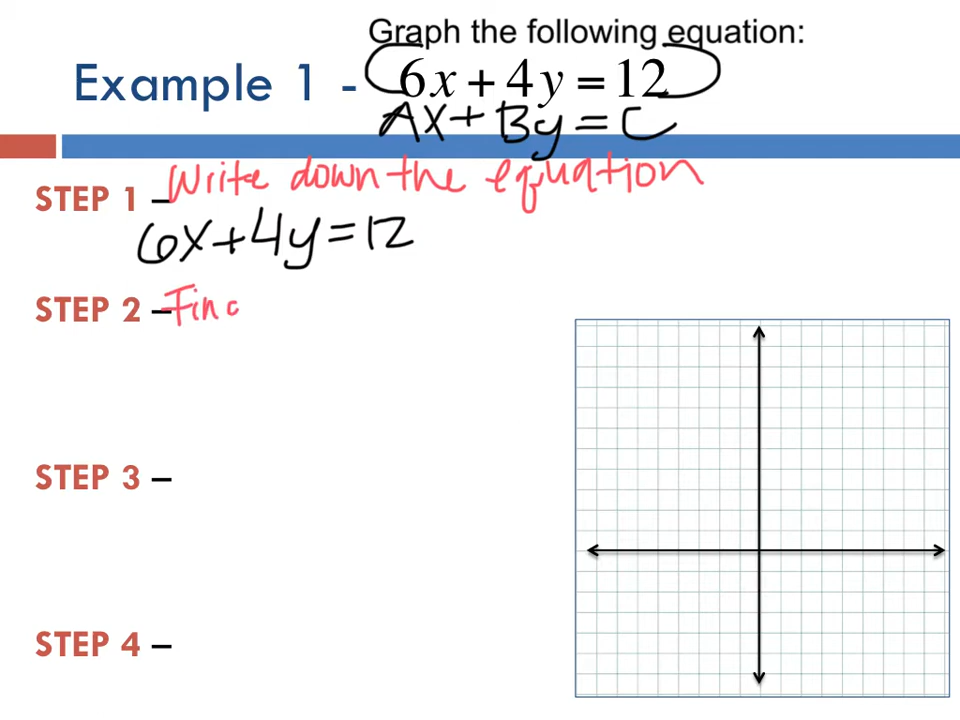 Graph the following equation:
Example 1 - 6x + 4y = 12
Ax + By = C
STEP 1 – Write down the equation
6x+4y=12
STEP 2 – Finc
STEP 3 –
STEP 4 –